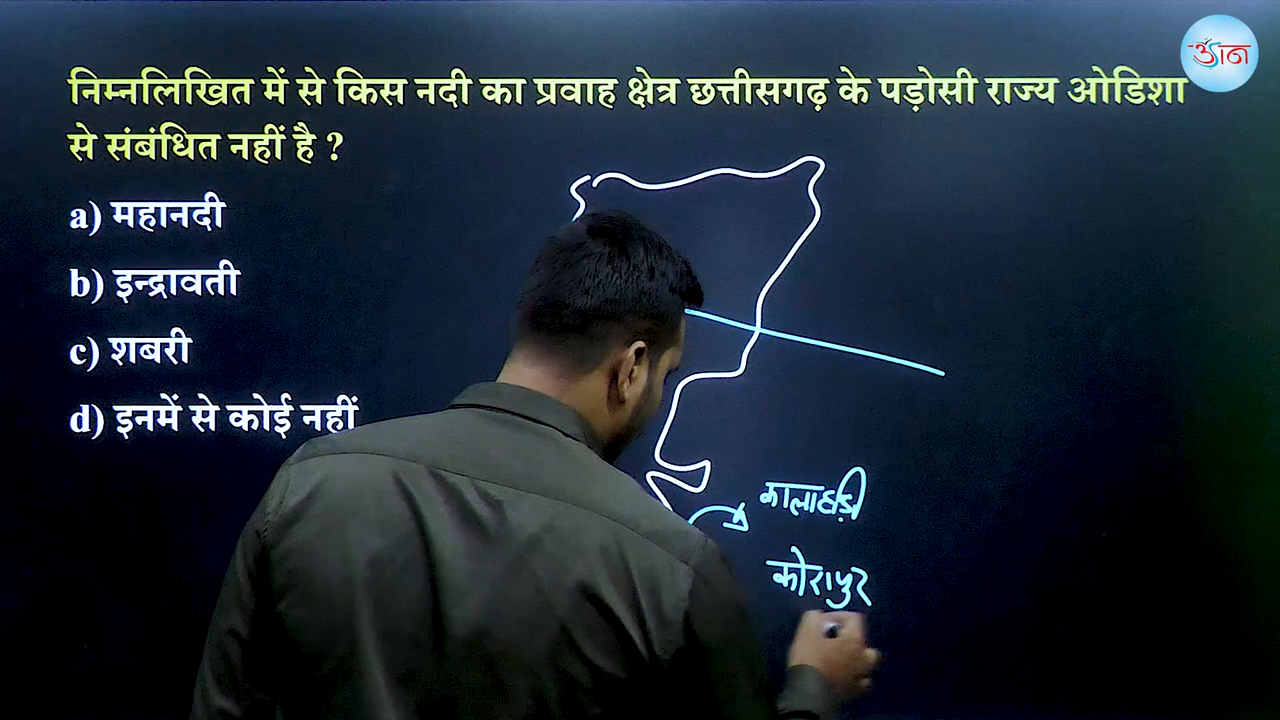 निम्नलिखित में से किस नदी का प्रवाह क्षेत्र छत्तीसगढ़ के पड़ोसी राज्य ओडिशा
से संबंधित नहीं है ?
a) महानदी
b) इन्द्रावती
c) शबरी
d) इनमें से कोई नहीं
कालाहांडी
कोरापुर